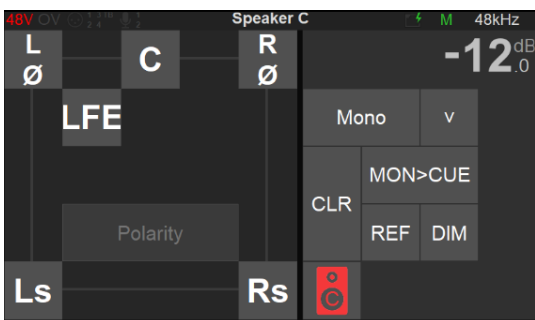 48V OV Speaker C M 48kHz
L R
Ø C Ø
-12.0 dB
LFE
Mono v
MON>CUE
CLR
Polarity REF DIM
Ls Rs C